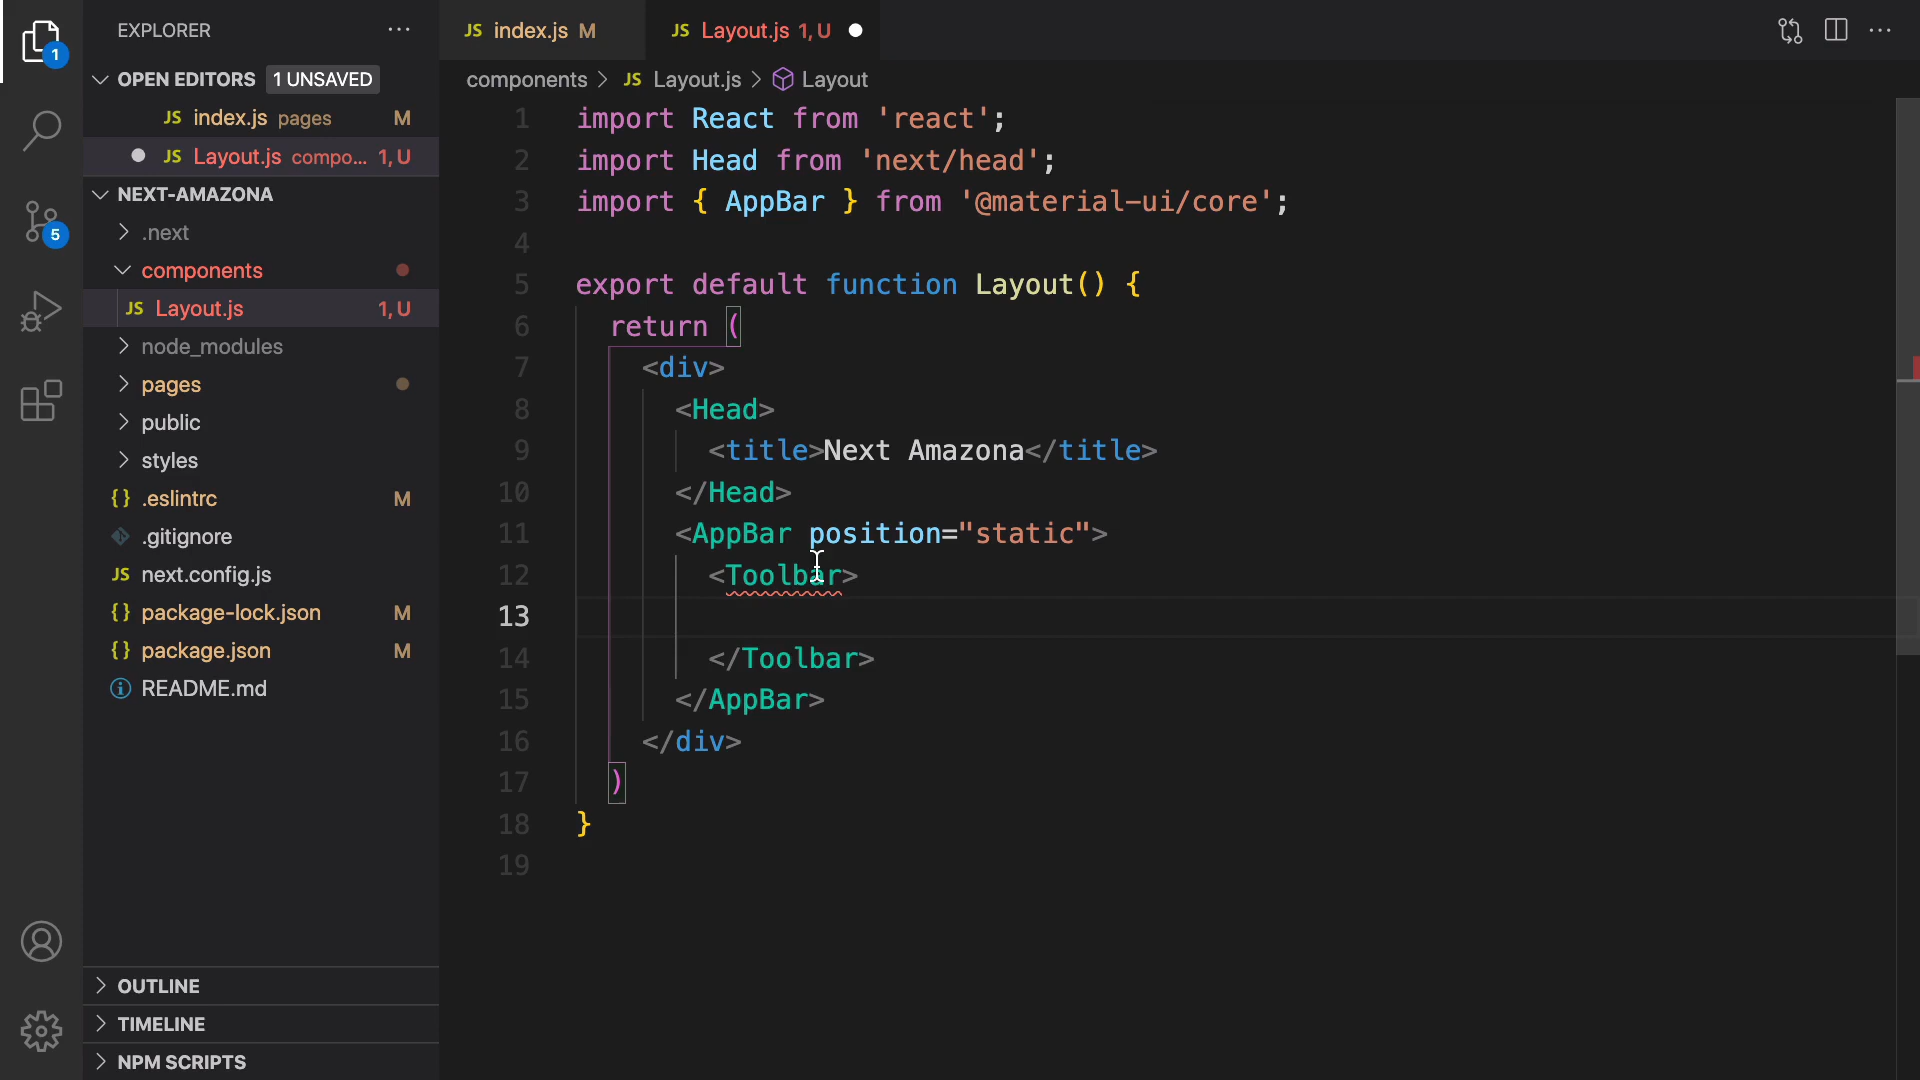 EXPLORER
1
OPEN EDITORS 1 UNSAVED
JS index.js pages M
JS Layout.js compo... 1, U
NEXT-AMAZONA
.next
components
JS Layout.js 1, U
node_modules
pages
public
styles
{} .eslintrc M
.gitignore
JS next.config.js
{} package-lock.json M
{} package.json M
README.md
5
OUTLINE
TIMELINE
NPM SCRIPTS
JS index.js M
JS Layout.js 1, U
components > JS Layout.js > Layout
1 import React from 'react';
2 import Head from 'next/head';
3 import { AppBar } from '@material-ui/core';
4
5 export default function Layout() {
6 return (
7 <div>
8 <Head>
9 <title>Next Amazona</title>
10 </Head>
11 <AppBar position="static">
12 <Toolbar>
13
14 </Toolbar>
15 </AppBar>
16 </div>
17 )
18 }
19